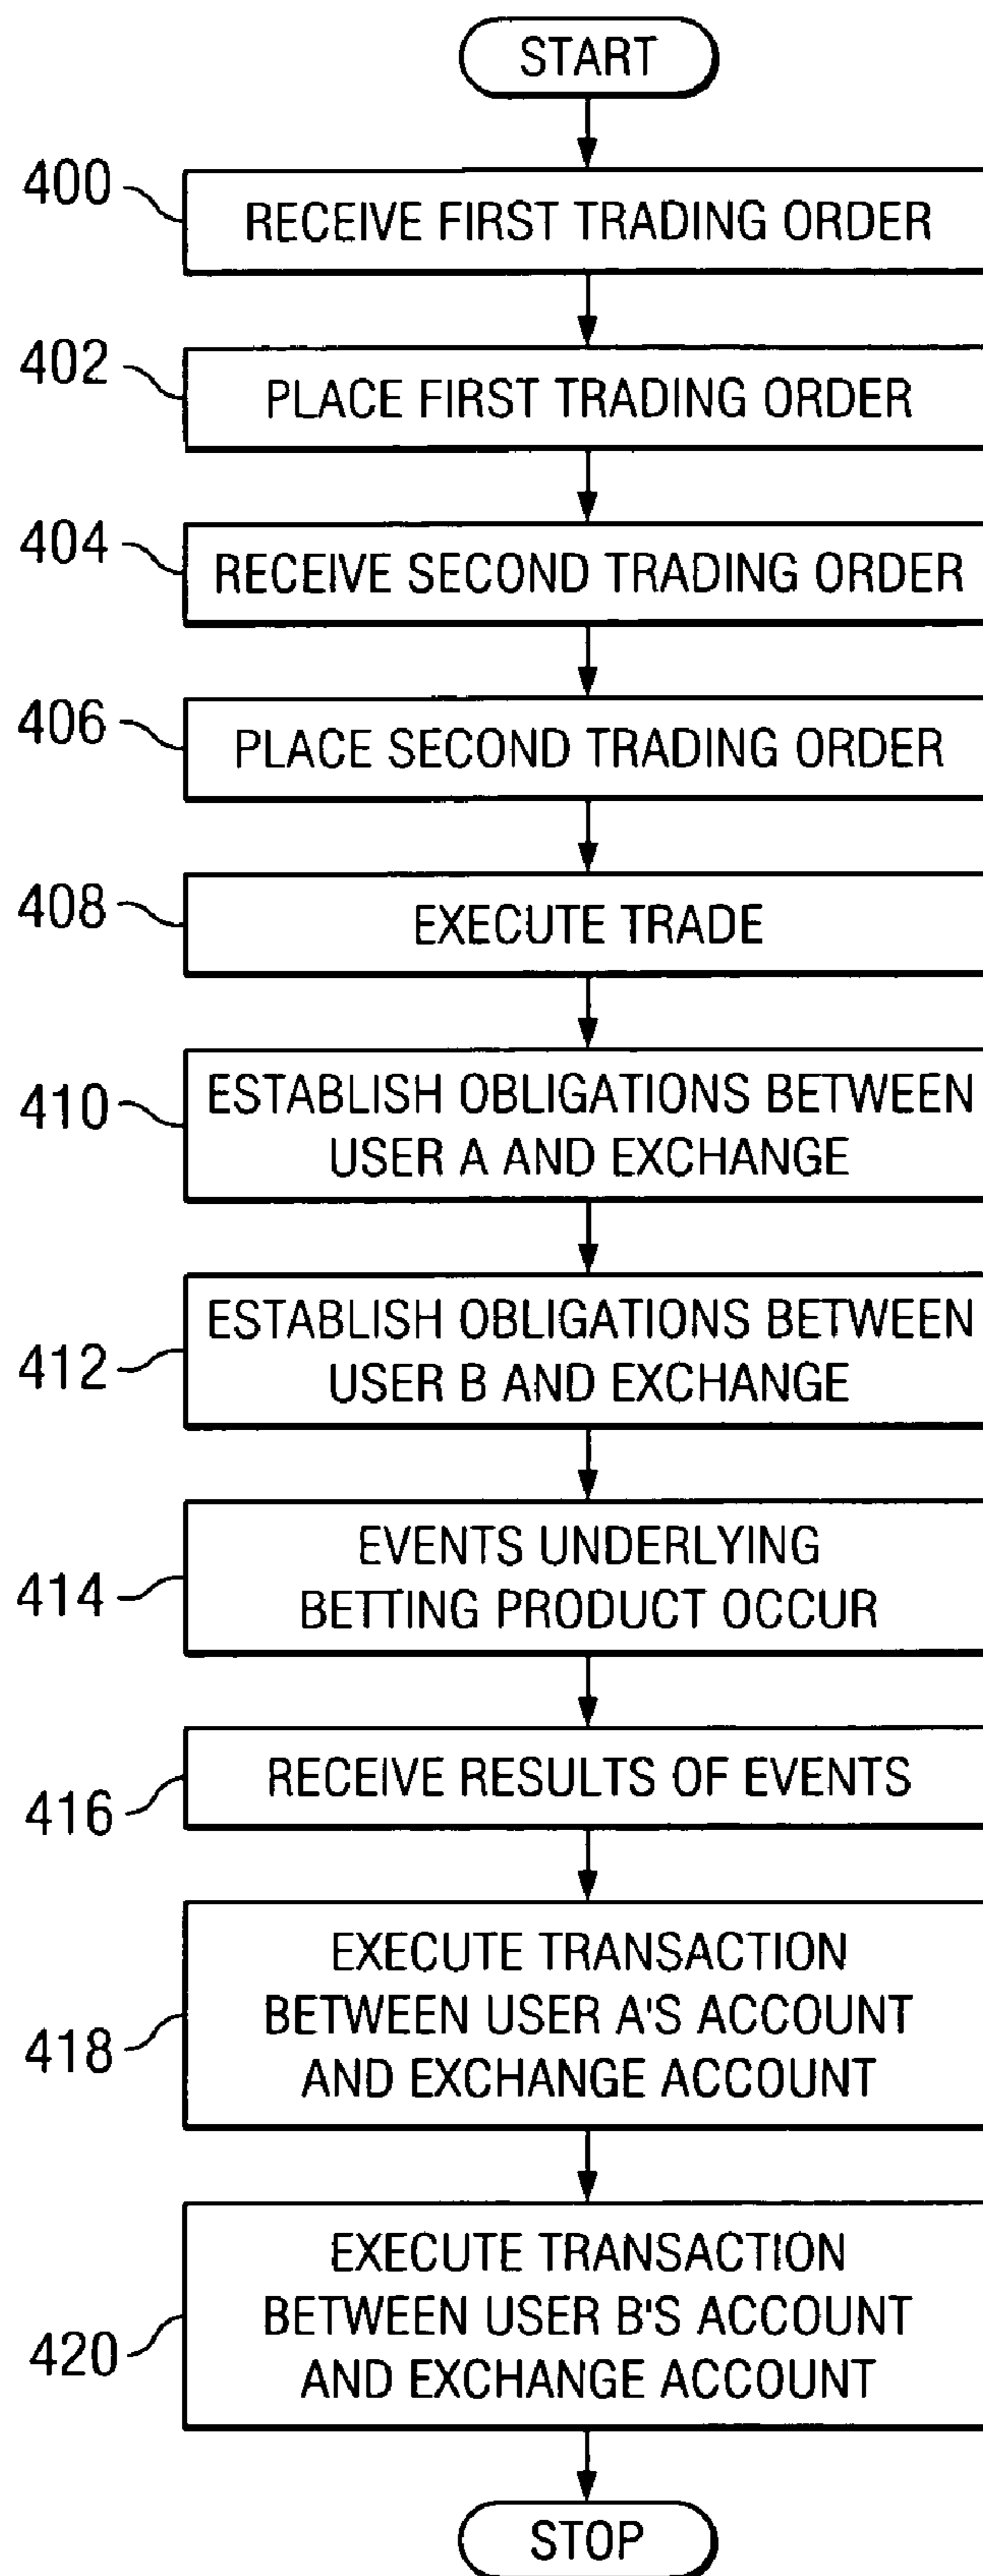 START
400
RECEIVE FIRST TRADING ORDER
402
PLACE FIRST TRADING ORDER
404
RECEIVE SECOND TRADING ORDER
406
PLACE SECOND TRADING ORDER
408
EXECUTE TRADE
410
ESTABLISH OBLIGATIONS BETWEEN
USER A AND EXCHANGE
412
ESTABLISH OBLIGATIONS BETWEEN
USER B AND EXCHANGE
414
EVENTS UNDERLYING
BETTING PRODUCT OCCUR
416
RECEIVE RESULTS OF EVENTS
418
EXECUTE TRANSACTION
BETWEEN USER A'S ACCOUNT
AND EXCHANGE ACCOUNT
420
EXECUTE TRANSACTION
BETWEEN USER B'S ACCOUNT
AND EXCHANGE ACCOUNT
STOP